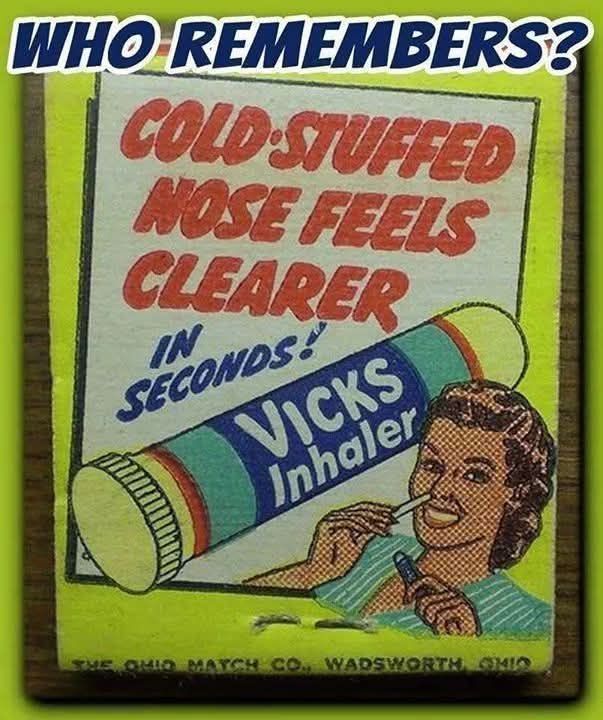 WHO REMEMBERS?
COLD-STUFFED
NOSE FEELS
CLEARER
IN
SECONDS!
VICKS
Inhaler
THE OHIO MATCH CO., WADSWORTH, OHIO